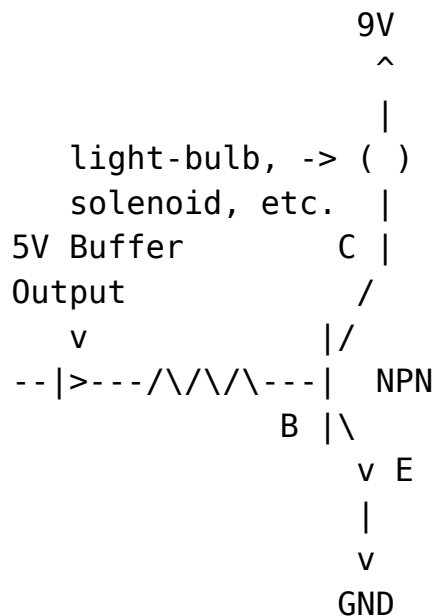 9V
^
|
light-bulb, -> ( )
solenoid, etc. |
5V Buffer C |
Output /
v |/
--|>---/\/\/\---| NPN
B |\
v E
|
v
GND